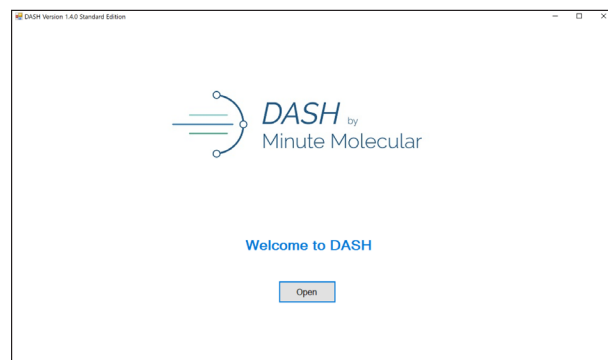 DASH Version 1.4.0 Standard Edition
DASH by
Minute Molecular
Welcome to DASH
Open